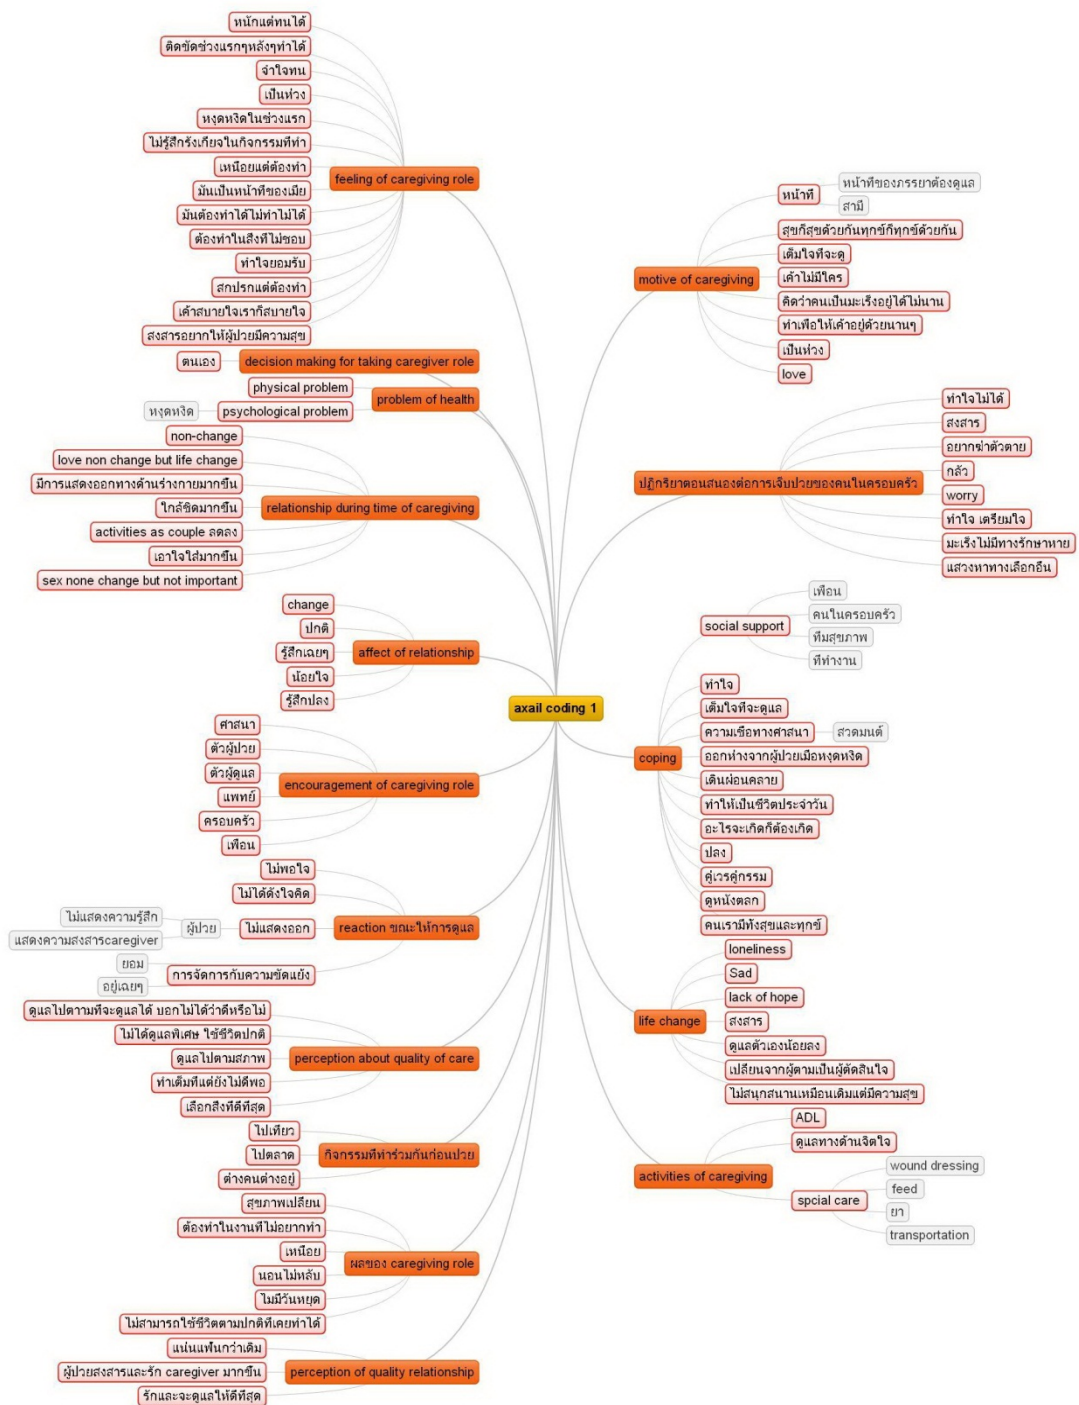 หนักแต่ทนได้
ติดขัดช่วงแรกๆหลังๆทำได้
จำใจทน
เป็นห่วง
หงุดหงิดในช่วงแรก
ไม่รู้สึกรังเกียจในกิจกรรมที่ทำ
เหนื่อยแต่ต้องทำ
มันเป็นหน้าที่ของเมีย
มันต้องทำได้ไม่ทำไม่ได้
ต้องทำในสิ่งที่ไม่ชอบ
ทำใจยอมรับ
สกปรกแต่ต้องทำ
เค้าสบายใจเราก็สบายใจ
สงสารอยากให้ผู้ป่วยมีความสุข
feeling of caregiving role
ตนเอง
decision making for taking caregiver role
physical problem
หงุดหงิด
psychological problem
problem of health
non-change
love non change but life change
มีการแสดงออกทางด้านร่างกายมากขึ้น
ใกล้ชิดมากขึ้น
activities as couple ลดลง
เอาใจใส่มากขึ้น
sex none change but not important
relationship during time of caregiving
change
ปกติ
รู้สึกเฉยๆ
น้อยใจ
รู้สึกปลง
affect of relationship
ศาสนา
ตัวผู้ป่วย
ตัวผู้ดูแล
แพทย์
ครอบครัว
เพื่อน
encouragement of caregiving role
ไม่พอใจ
ไม่ได้ดังใจคิด
ไม่แสดงความรู้สึก
แสดงความสงสารcaregiver
ผู้ป่วย
ไม่แสดงออก
ยอม
อยู่เฉยๆ
การจัดการกับความขัดแย้ง
reaction ขณะให้การดูแล
ดูแลไปตาามที่จะดูแลได้ บอกไม่ได้ว่าดีหรือไม่
ไม่ได้ดูแลพิเศษ ใช้ชีวิตปกติ
ดูแลไปตามสภาพ
ทำเต็มที่แต่ยังไม่ดีพอ
เลือกสิ่งที่ดีที่สุด
perception about quality of care
ไปเที่ยว
ไปตลาด
ต่างคนต่างอยู่
กิจกรรมที่ทำร่วมกันก่อนป่วย
สุขภาพเปลี่ยน
ต้องทำในงานที่ไม่อยากทำ
เหนื่อย
นอนไม่หลับ
ไมมีวันหยุด
ไม่สามารถใช้ชีวิตตามปกติที่เคยทำได้
ผลของ caregiving role
แน่นแฟ้นกว่าเดิม
ผู้ป่วยสงสารและรัก caregiver มากขึ้น
รักและจะดูแลให้ดีที่สุด
perception of quality relationship
axail coding 1
motive of caregiving
หน้าที่
หน้าที่ของภรรยาต้องดูแล
สามี
สุขก็สุขด้วยกันทุกข์ก็ทุกข์ด้วยกัน
เต็มใจที่จะดู
เค้าไม่มีใคร
คิดว่าคนเป็นมะเร็งอยู่ได้ไม่นาน
ทำเพื่อให้เค้าอยู่ด้วยนานๆ
เป็นห่วง
love
ปฏิกริยาตอนสนองต่อการเจ็บป่วยของคนในครอบครัว
ทำใจไม่ได้
สงสาร
อยากฆ่าตัวตาย
กลัว
worry
ทำใจ เตรียมใจ
มะเร็งไม่มีทางรักษาหาย
แสวงหาทางเลือกอื่น
coping
social support
เพื่อน
คนในครอบครัว
ทีมสุขภาพ
ที่ทำงาน
ทำใจ
เต็มใจที่จะดูแล
ความเชื่อทางศาสนา
สวดมนต์
ออกห่างจากผู้ป่วยเมื่อหงุดหงิด
เดินผ่อนคลาย
ทำให้เป็นชีวิตประจำวัน
อะไรจะเกิดก็ต้องเกิด
ปลง
คู่เวรคู่กรรม
ดูหนังตลก
คนเรามีทั้งสุขและทุกข์
life change
loneliness
Sad
lack of hope
สงสาร
ดูแลตัวเองน้อยลง
เปลี่ยนจากผู้ตามเป็นผู้ตัดสินใจ
ไม่สนุกสนานเหมือนเดิมแต่มีความสุข
activities of caregiving
ADL
ดูแลทางด้านจิตใจ
spcial care
wound dressing
feed
ยา
transportation